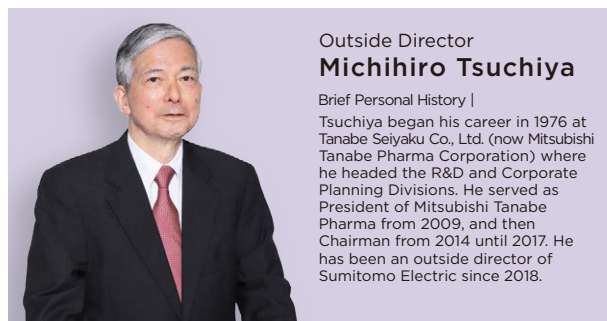 Outside Director
Michihiro Tsuchiya
Brief Personal History |
Tsuchiya began his career in 1976 at
Tanabe Seiyaku Co., Ltd. (now Mitsubishi
Tanabe Pharma Corporation) where
he headed the R&D and Corporate
Planning Divisions. He served as
President of Mitsubishi Tanabe
Pharma from 2009, and then
Chairman from 2014 until 2017. He
has been an outside director of
Sumitomo Electric since 2018.